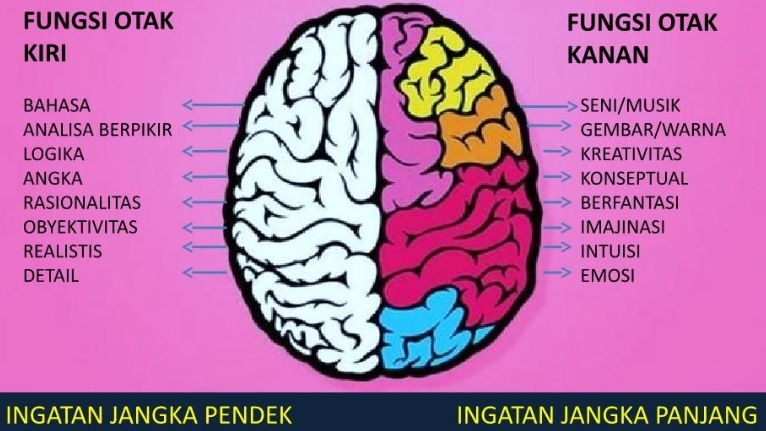 FUNGSI OTAK
KIRI
BAHASA
ANALISA BERPIKIR
LOGIKA
ANGKA
RASIONALITAS
OBYEKTIVITAS
REALISTIS
DETAIL
FUNGSI OTAK
KANAN
SENI/MUSIK
GEMBAR/WARNA
KREATIVITAS
KONSEPTUAL
BERFANTASI
IMAJINASI
INTUISI
EMOSI
INGATAN JANGKA PENDEK
INGATAN JANGKA PANJANG